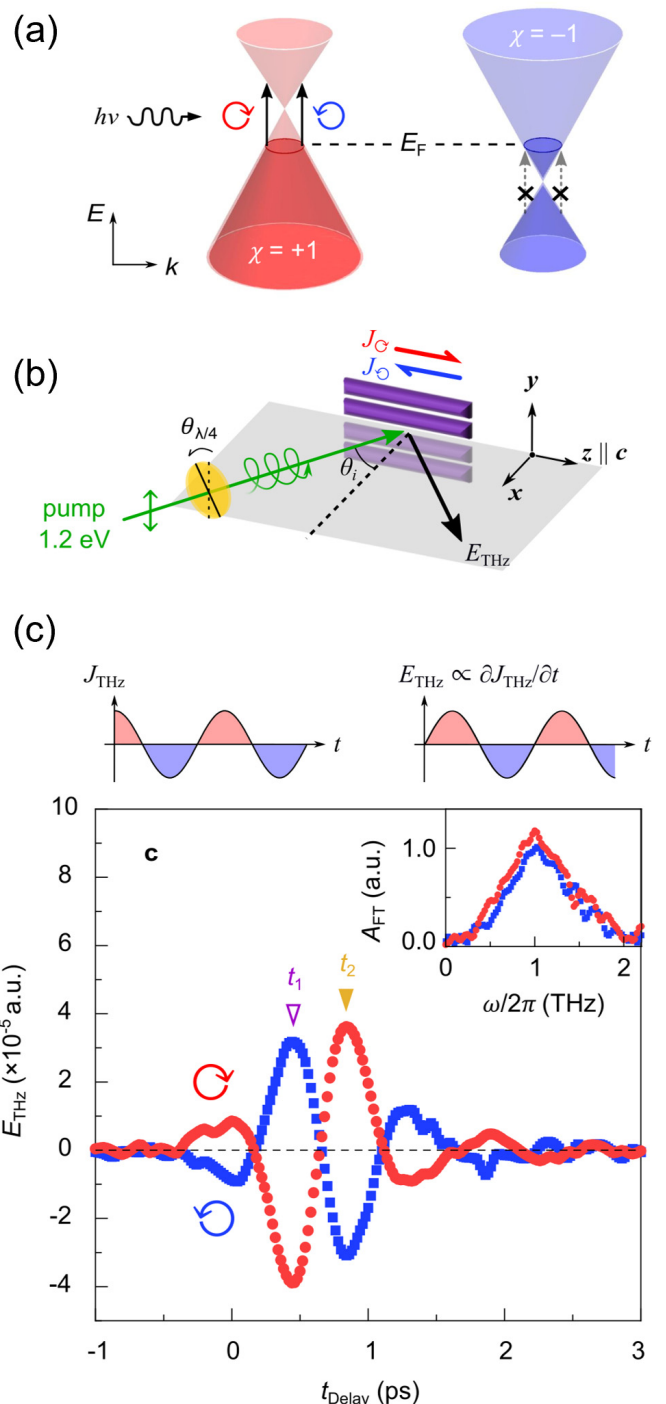 (a)
χ = +1
χ = –1
hν
E_F
E
k
(b)
J↻
J↺
θ_λ/4
θ_i
pump
1.2 eV
E_THz
y
z || c
x
(c)
J_THz
t
E_THz ∝ ∂J_THz/∂t
t
c
10
8
6
4
2
0
-2
-4
E_THz (×10⁻⁵ a.u.)
t₁
t₂
-1
0
1
2
3
t_Delay (ps)
A_FT (a.u.)
1.0
0.0
0
1
2
ω/2π (THz)